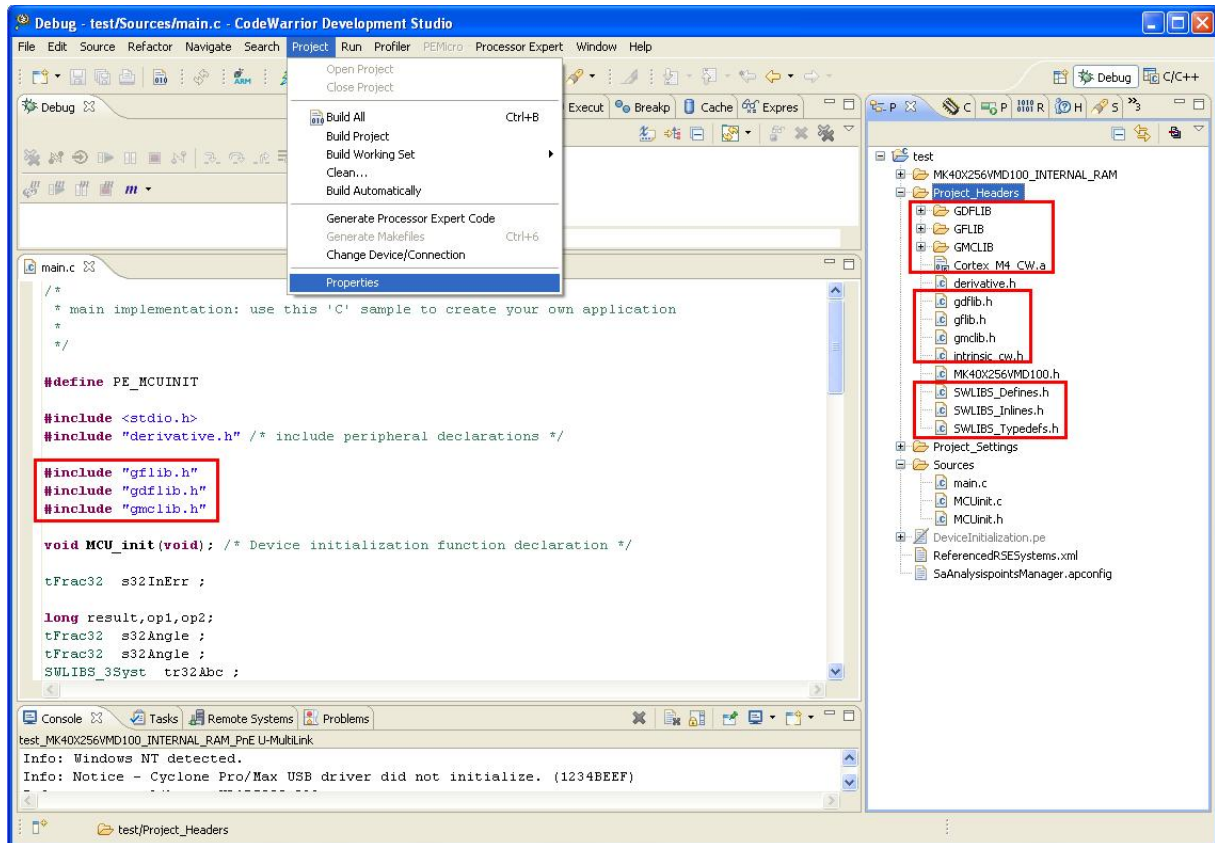 Debug - test/Sources/main.c - CodeWarrior Development Studio
File Edit Source Refactor Navigate Search Project Run Profiler PEMicro Processor Expert Window Help
Open Project
Close Project
Build All Ctrl+B
Build Project
Build Working Set
Clean...
Build Automatically
Generate Processor Expert Code
Generate Makefiles Ctrl+6
Change Device/Connection
Properties
Debug C/C++
Debug
Execut Breakp Cache Expres
m
main.c
/*
* main implementation: use this 'C' sample to create your own application
*
*/
#define PE_MCUINIT
#include <stdio.h>
#include "derivative.h" /* include peripheral declarations */
#include "gflib.h"
#include "gdflib.h"
#include "gmclib.h"
void MCU_init(void); /* Device initialization function declaration */
tFrac32 s32InErr ;
long result,op1,op2;
tFrac32 s32Angle ;
tFrac32 s32Angle ;
SWLIBS_3Syst tr32Abc ;
Console Tasks Remote Systems Problems
test_MK40X256VMD100_INTERNAL_RAM_PnE U-MultiLink
Info: Windows NT detected.
Info: Notice - Cyclone Pro/Max USB driver did not initialize. (1234BEEF)
test/Project_Headers
P C P R H S 3
test
MK40X256VMD100_INTERNAL_RAM
Project_Headers
GDFLIB
GFLIB
GMCLIB
Cortex_M4_CW.a
derivative.h
gdflib.h
gflib.h
gmclib.h
intrinsic_cw.h
MK40X256VMD100.h
SWLIBS_Defines.h
SWLIBS_Inlines.h
SWLIBS_Typedefs.h
Project_Settings
Sources
main.c
MCUinit.c
MCUinit.h
DeviceInitialization.pe
ReferencedRSESystems.xml
SaAnalysispointsManager.apconfig